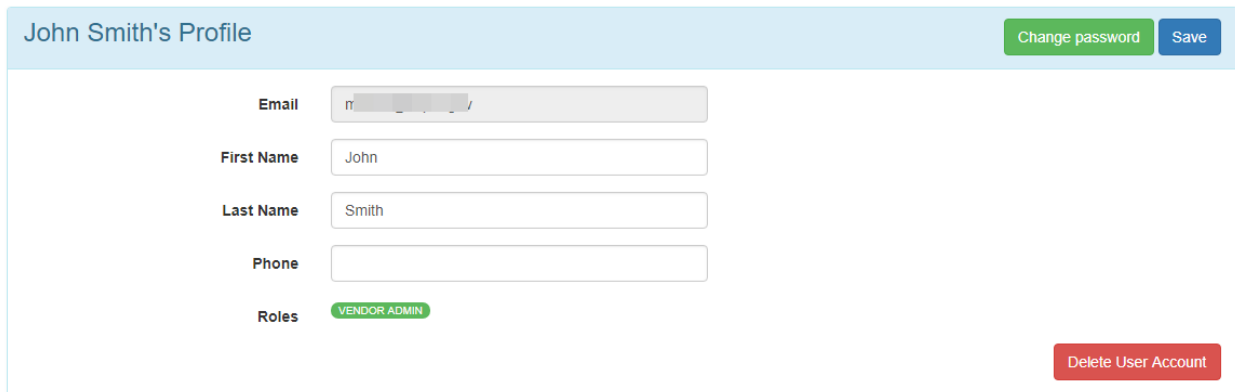 John Smith's Profile
Change password
Save
Email
First Name
John
Last Name
Smith
Phone
Roles
VENDOR ADMIN
Delete User Account